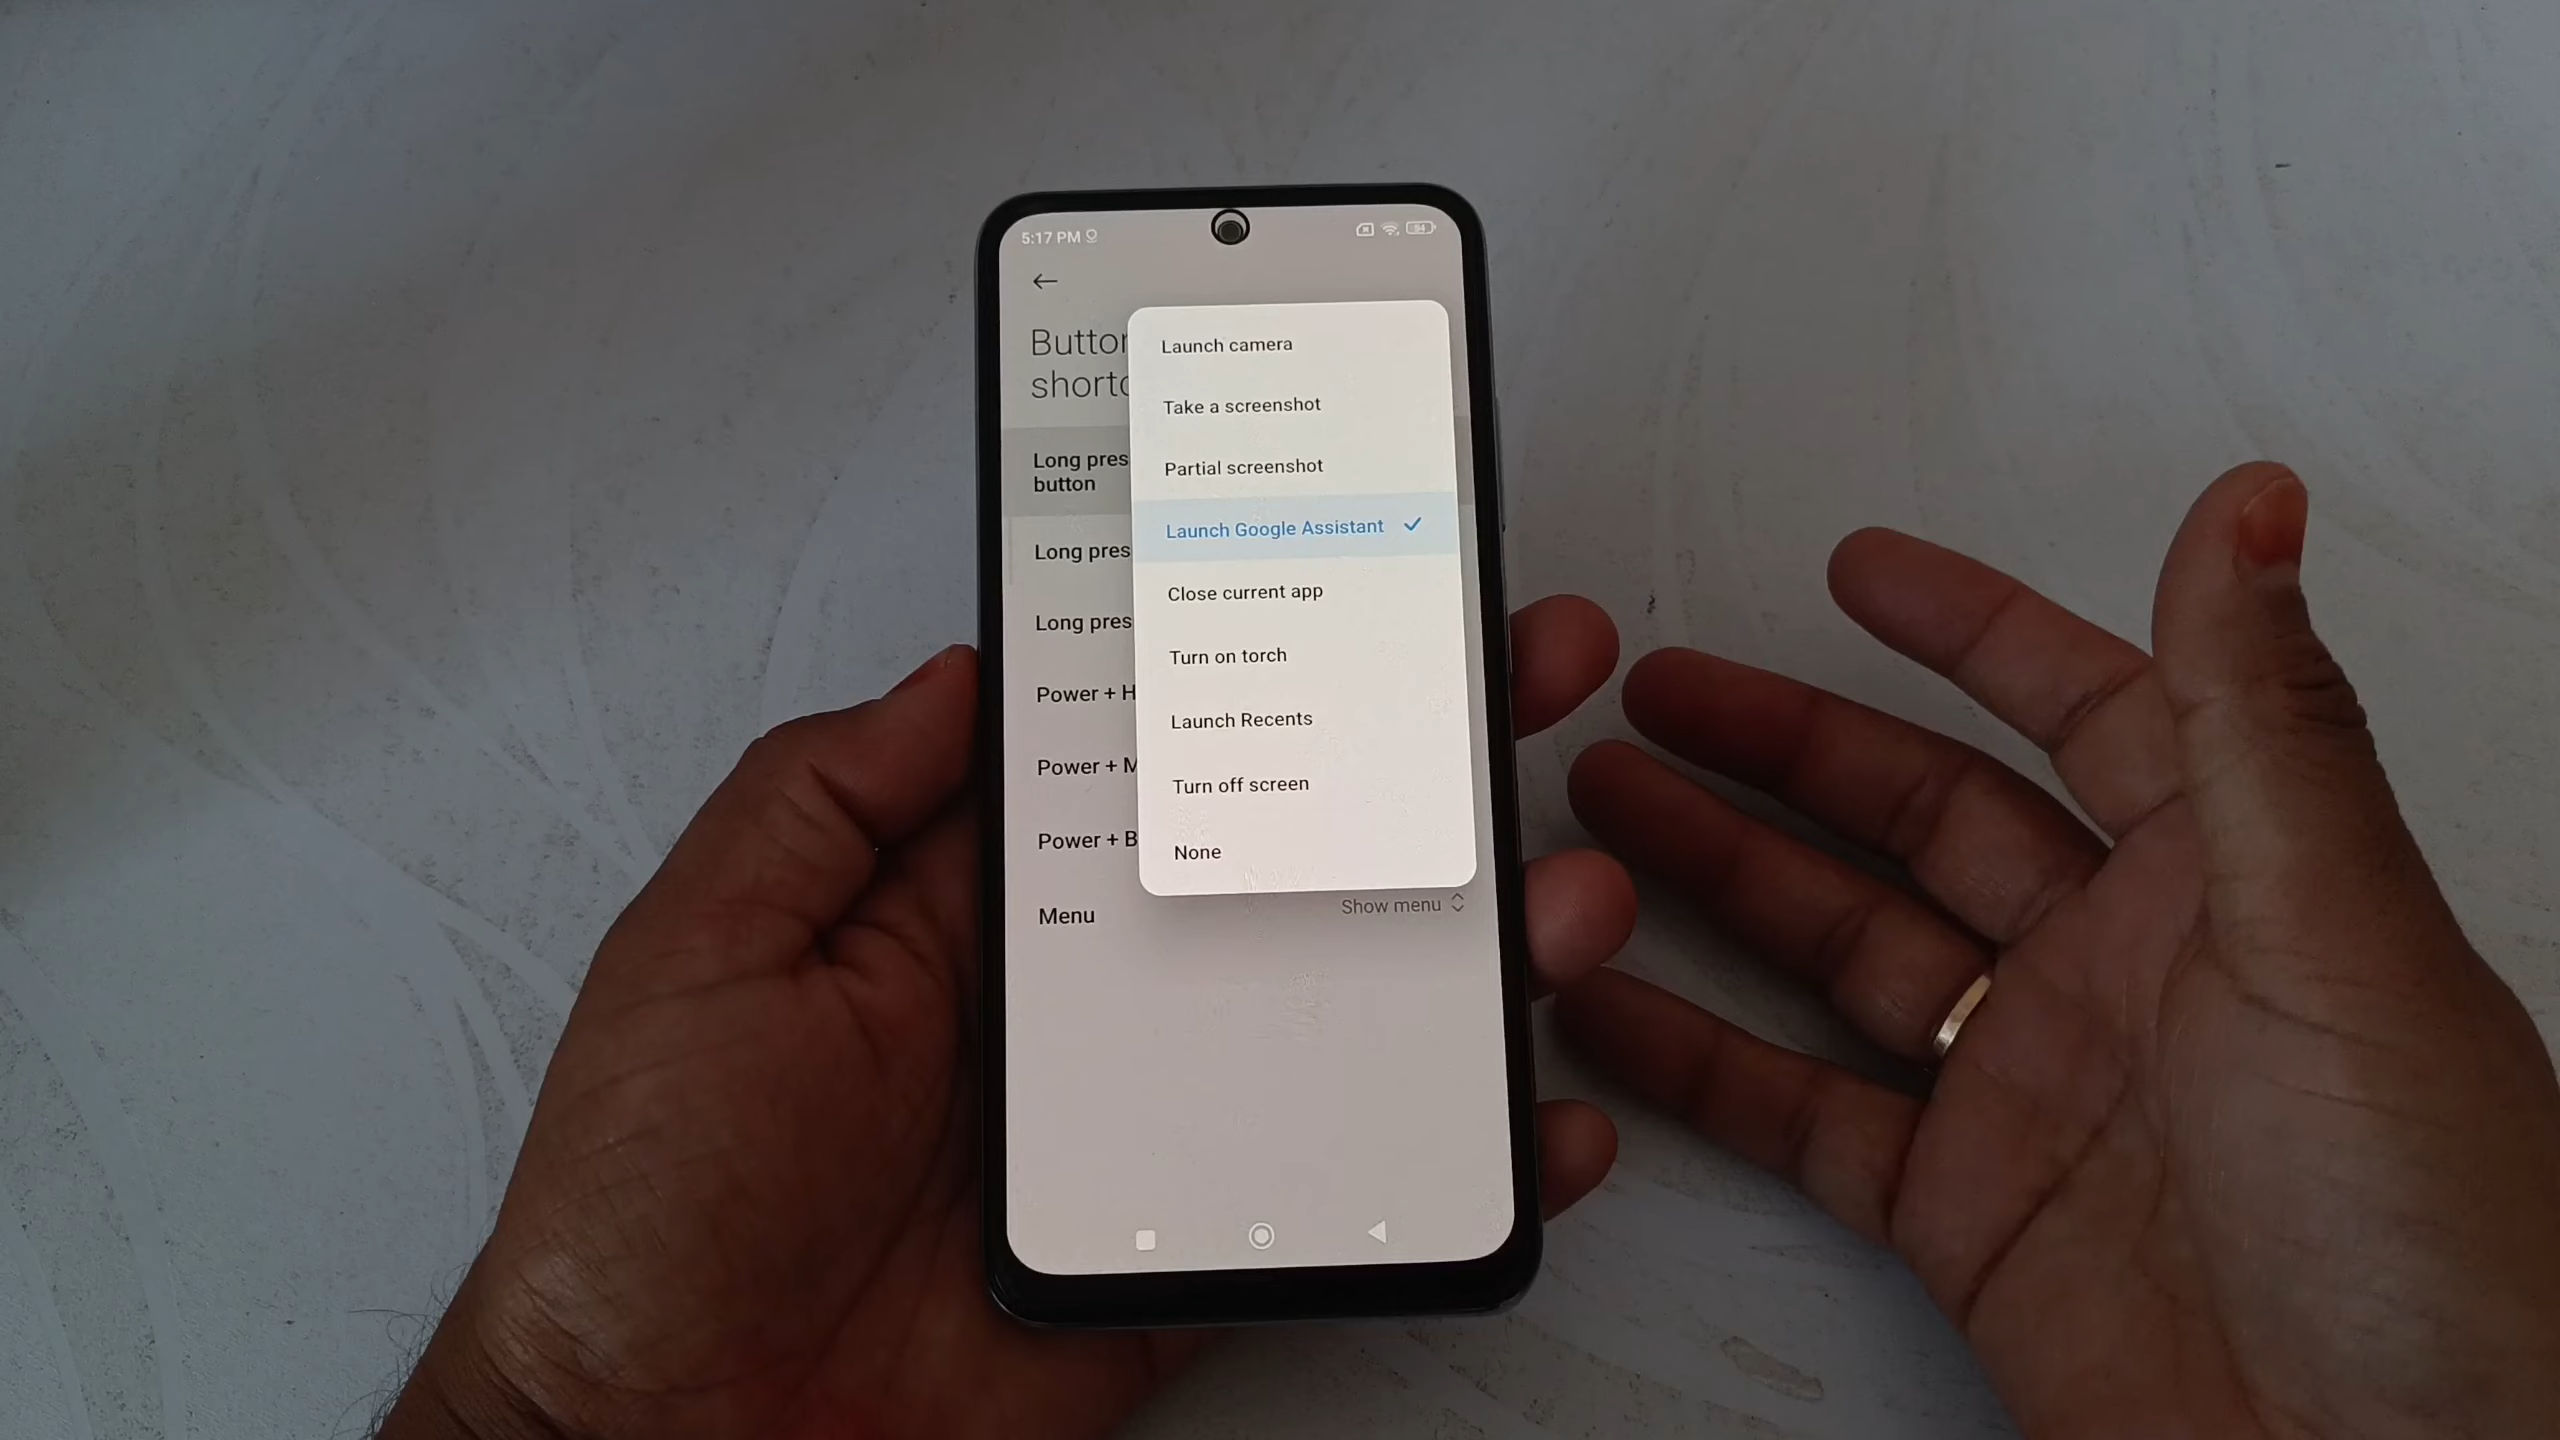 5:17 PM
54
Button
shortc
Long pres
button
Long pres
Long pres
Power + H
Power + M
Power + B
Menu
Show menu
Launch camera
Take a screenshot
Partial screenshot
Launch Google Assistant
Close current app
Turn on torch
Launch Recents
Turn off screen
None